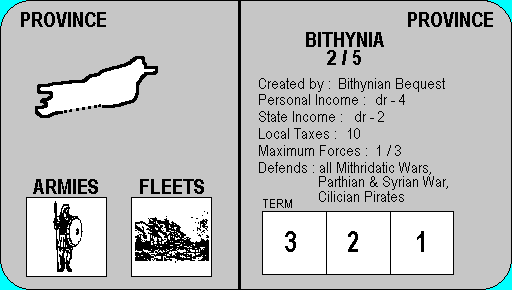 PROVINCE
ARMIES
FLEETS
PROVINCE
BITHYNIA
2 / 5
Created by : Bithynian Bequest
Personal Income : dr - 4
State Income : dr - 2
Local Taxes : 10
Maximum Forces : 1 / 3
Defends : all Mithridatic Wars,
Parthian & Syrian War,
Cilician Pirates
TERM
3 2 1